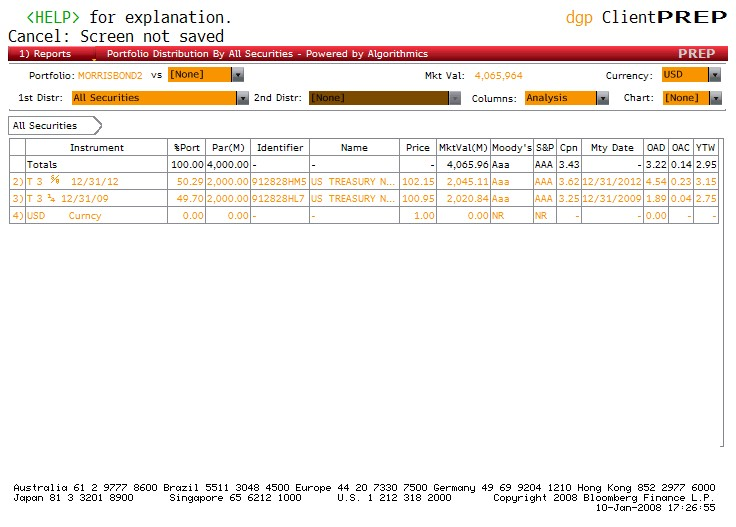 <HELP> for explanation. dgp ClientPREP
Cancel: Screen not saved
1) Reports Portfolio Distribution By All Securities - Powered by Algorithmics PREP
Portfolio: MORRISBOND2 vs [None] Mkt Val: 4,065,964 Currency: USD
1st Distr: All Securities 2nd Distr: [None] Columns: Analysis Chart: [None]
All Securities
Instrument %Port Par(M) Identifier Name Price MktVal(M) Moody's S&P Cpn Mty Date OAD OAC YTW
Totals 100.00 4,000.00 - - - 4,065.96 Aaa AAA 3.43 - 3.22 0.14 2.95
2) T 3 ⅝ 12/31/12 50.29 2,000.00 912828HM5 US TREASURY N... 102.15 2,045.11 Aaa AAA 3.62 12/31/2012 4.54 0.23 3.15
3) T 3 ¼ 12/31/09 49.70 2,000.00 912828HL7 US TREASURY N... 100.95 2,020.84 Aaa AAA 3.25 12/31/2009 1.89 0.04 2.75
4) USD Curncy 0.00 0.00 - - 1.00 0.00 NR NR - - 0.00 - -
Australia 61 2 9777 8600 Brazil 5511 3048 4500 Europe 44 20 7330 7500 Germany 49 69 9204 1210 Hong Kong 852 2977 6000
Japan 81 3 3201 8900 Singapore 65 6212 1000 U.S. 1 212 318 2000 Copyright 2008 Bloomberg Finance L.P.
10-Jan-2008 17:26:55